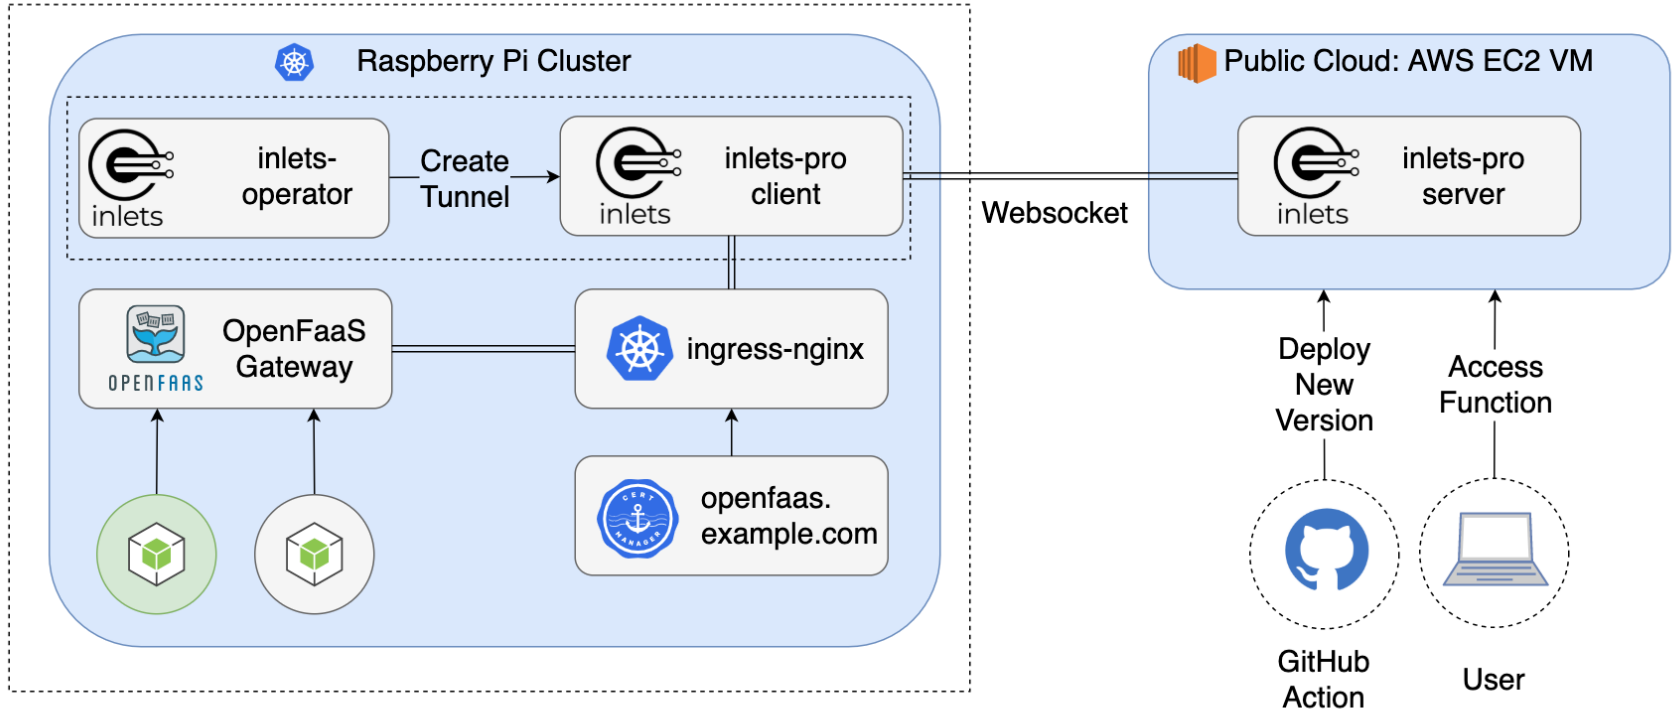 Raspberry Pi Cluster
inlets
inlets-
operator
Create
Tunnel
inlets
inlets-pro
client
Websocket
OPENFAAS
OpenFaaS
Gateway
ingress-nginx
CERT
MANAGER
openfaas.
example.com
Public Cloud: AWS EC2 VM
inlets
inlets-pro
server
Deploy
New
Version
Access
Function
GitHub
Action
User